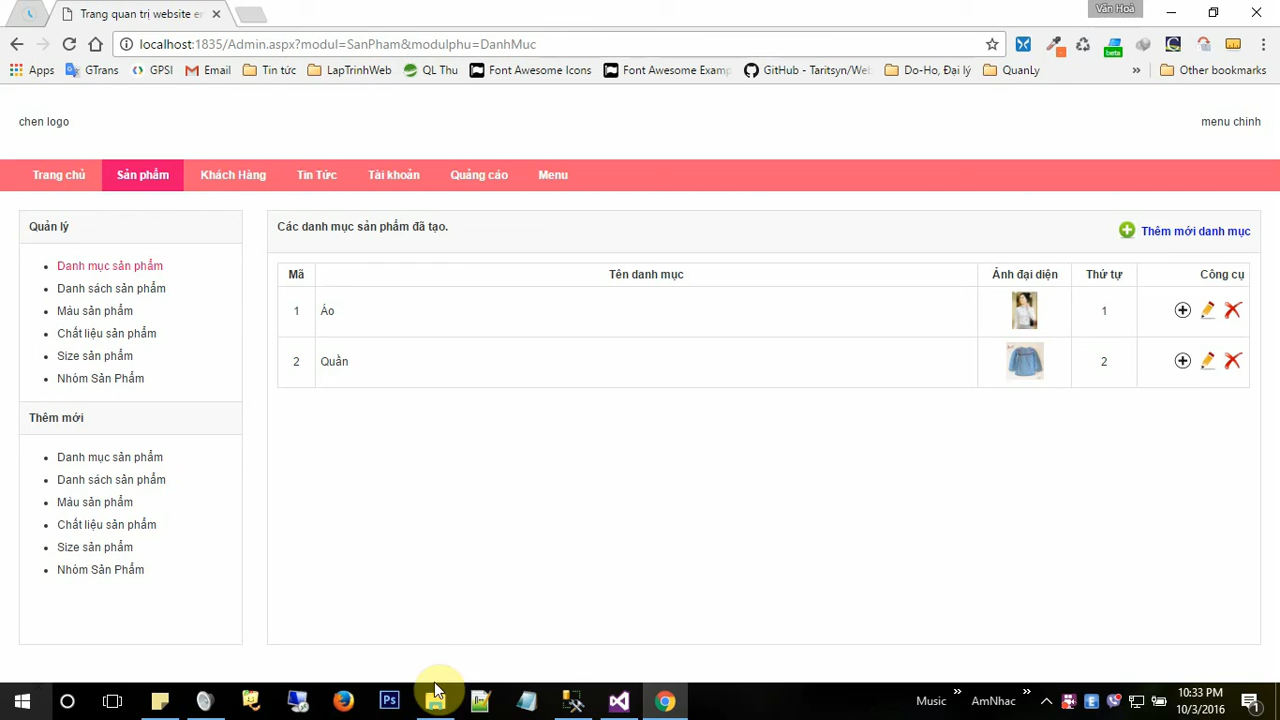 Trang quan trị website
Văn Hoà
localhost:1835/Admin.aspx?modul=SanPham&modulphu=DanhMuc
Apps GTrans GPSI Email Tin tức LapTrinhWeb QL Thu Font Awesome Icons Font Awesome Examp GitHub - Taritsyn/We Do-Ho, Đại lý QuanLy » Other bookmarks
chen logo
menu chinh
Trang chủ Sản phẩm Khách Hàng Tin Tức Tài khoản Quảng cáo Menu
Quản lý
Danh mục sản phẩm
Danh sách sản phẩm
Màu sản phẩm
Chất liệu sản phẩm
Size sản phẩm
Nhóm Sản Phẩm
Thêm mới
Danh mục sản phẩm
Danh sách sản phẩm
Màu sản phẩm
Chất liệu sản phẩm
Size sản phẩm
Nhóm Sản Phẩm
Các danh mục sản phẩm đã tạo.
Thêm mới danh mục
Mã Tên danh mục Ảnh đại diện Thứ tự Công cụ
1 Áo 1
2 Quần 2
Ps
beta
Music » AmNhac »
10:33 PM
10/3/2016
1